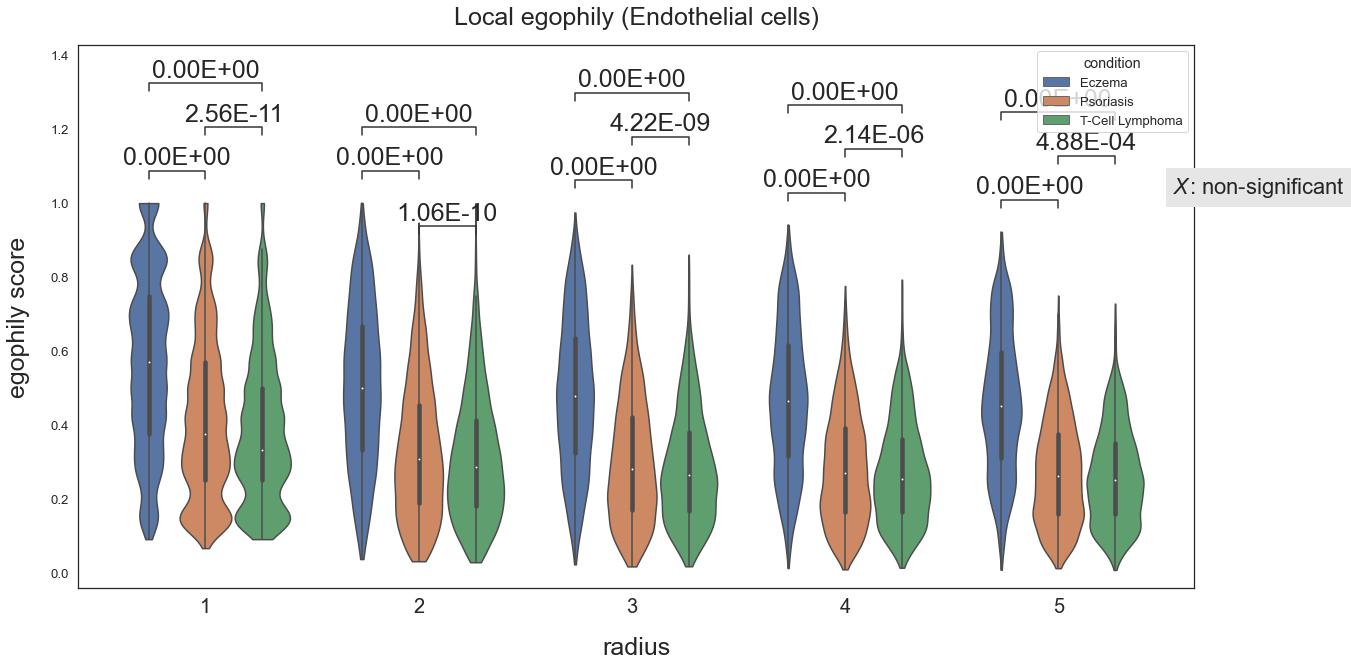 Local egophily (Endothelial cells)
1.4
1.2
1.0
0.8
0.6
0.4
0.2
0.0
egophily score
0.00E+00
2.56E-11
0.00E+00
0.00E+00
0.00E+00
1.06E-10
0.00E+00
4.22E-09
0.00E+00
0.00E+00
2.14E-06
0.00E+00
0.00E+00
4.88E-04
0.00E+00
condition
Eczema
Psoriasis
T-Cell Lymphoma
X: non-significant
1
2
3
4
5
radius